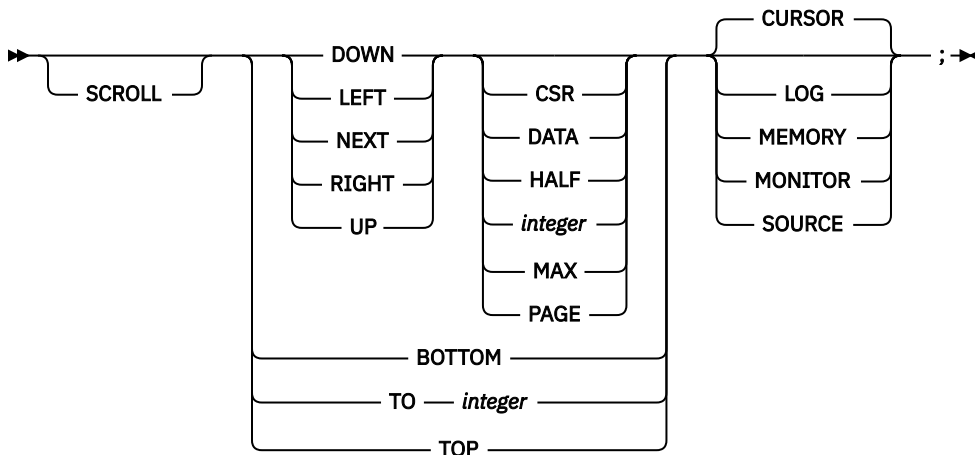 CURSOR
DOWN ;
SCROLL LEFT CSR LOG
NEXT DATA MEMORY
RIGHT HALF MONITOR
UP integer SOURCE
MAX
PAGE
BOTTOM
TO integer
TOP